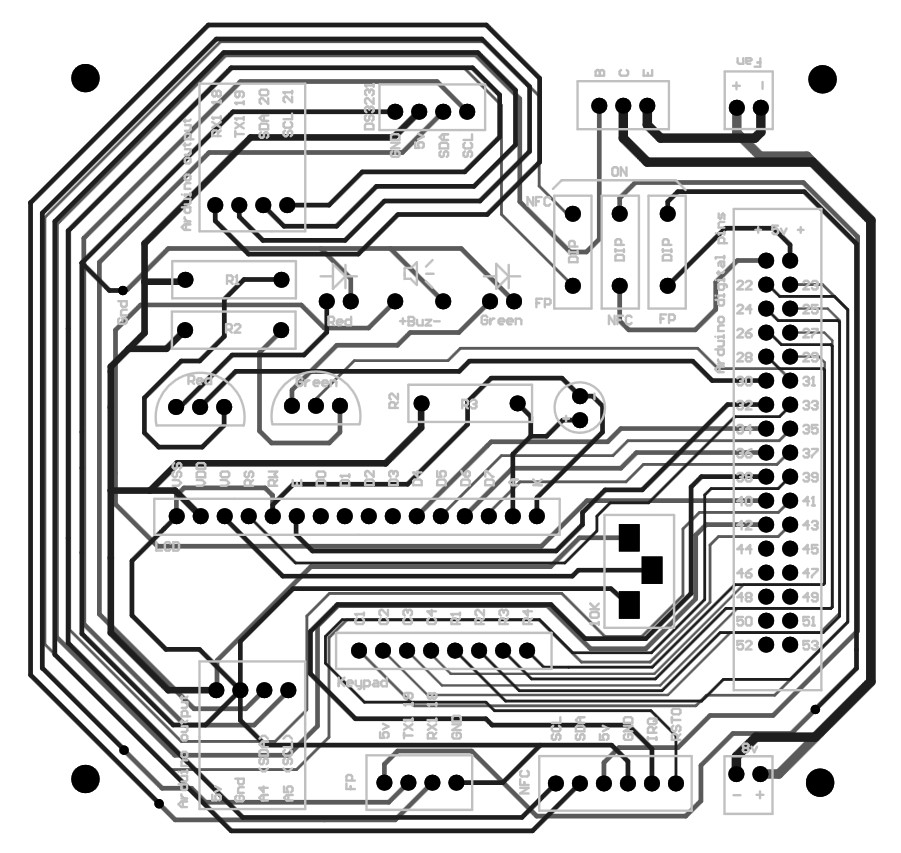 B C E
Fan
+ -
RX1 18
TX1 19
SDA 20
SCL 21
Arduino output
DS3231
GND
5v
SDA
SCL
ON
NFC
DIP
DIP
DIP
FP
NFC
FP
+ 5v +
Arduino digital pins
22 23
24 25
26 27
28 29
30 31
32 33
34 35
36 37
38 39
40 41
42 43
44 45
46 47
48 49
50 51
52 53
R1
Gnd
R2
Red
+Buz-
Green
Red
Green
R2
R3
+
VSS
VDD
VO
RS
RW
E
D0
D1
D2
D3
D4
D5
D6
D7
A
K
LCD
10K
C1
C2
C3
C4
R1
R2
R3
R4
Keypad
Arduino output
5v
Gnd
A4
A5
(SDA)
(SCL)
5v
TX1 19
RX1 18
GND
FP
SCL
SDA
5v
GND
IRQ
RSTO
NFC
9v
- +